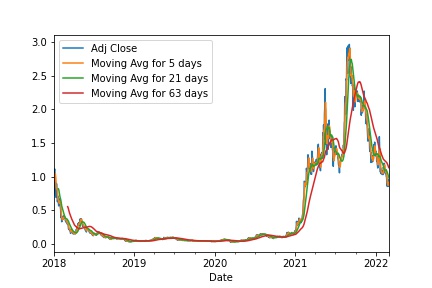 3.0
2.5
2.0
1.5
1.0
0.5
0.0
Adj Close
Moving Avg for 5 days
Moving Avg for 21 days
Moving Avg for 63 days
2018 2019 2020 2021 2022
Date